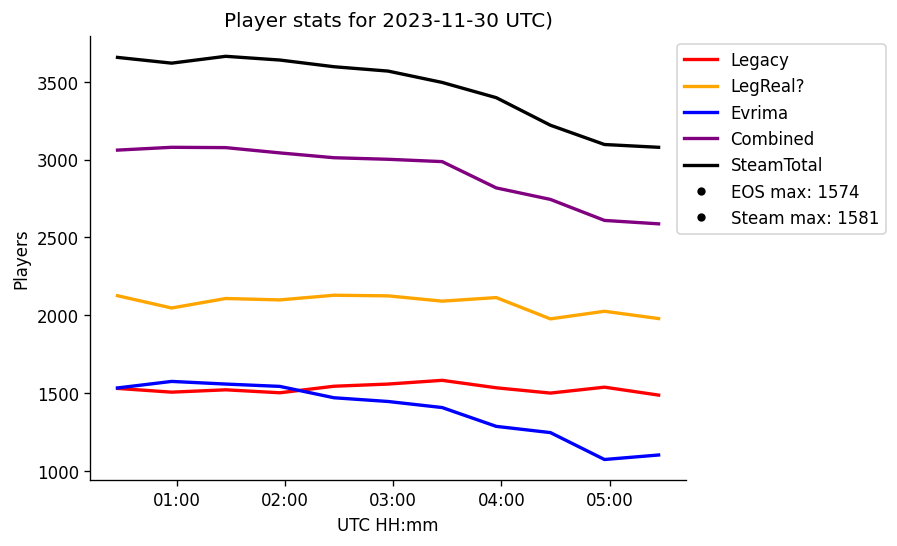 Player stats for 2023-11-30 UTC)
Legacy
LegReal?
Evrima
Combined
SteamTotal
EOS max: 1574
Steam max: 1581
3500
3000
2500
2000
1500
1000
Players
01:00
02:00
03:00
04:00
05:00
UTC HH:mm